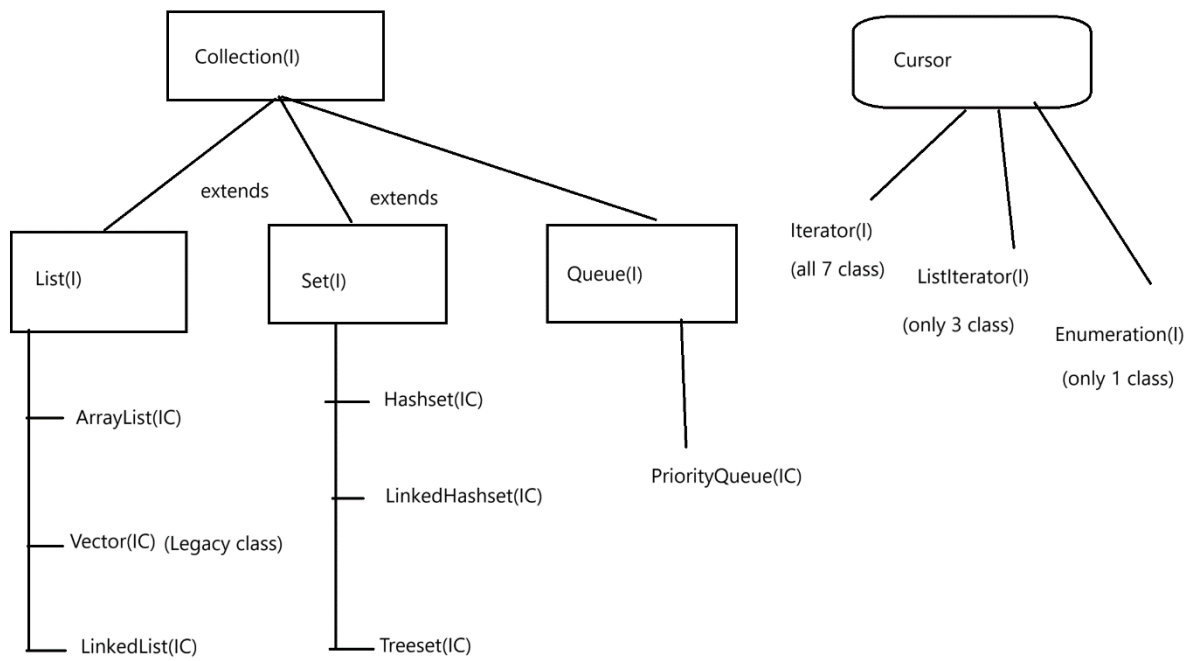 Collection(I)
Cursor
extends
extends
List(I)
Set(I)
Queue(I)
Iterator(I)
(all 7 class)
ListIterator(I)
(only 3 class)
Enumeration(I)
(only 1 class)
ArrayList(IC)
Vector(IC) (Legacy class)
LinkedList(IC)
Hashset(IC)
LinkedHashset(IC)
Treeset(IC)
PriorityQueue(IC)